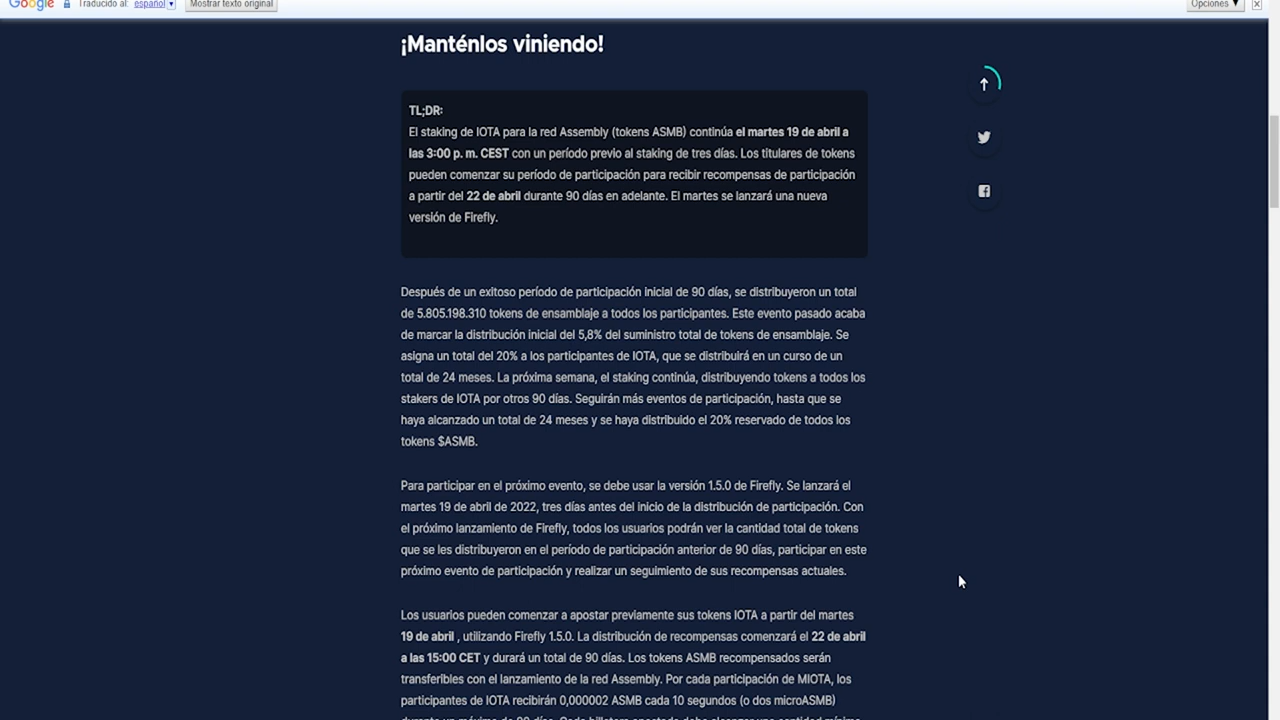 Google Traducido al: español Mostrar texto original Opciones
¡Manténlos viniendo!
TL;DR:
El staking de IOTA para la red Assembly (tokens ASMB) continúa el martes 19 de abril a
las 3:00 p. m. CEST con un período previo al staking de tres días. Los titulares de tokens
pueden comenzar su período de participación para recibir recompensas de participación
a partir del 22 de abril durante 90 días en adelante. El martes se lanzará una nueva
versión de Firefly.
Después de un exitoso período de participación inicial de 90 días, se distribuyeron un total
de 5.805.198.310 tokens de ensamblaje a todos los participantes. Este evento pasado acaba
de marcar la distribución inicial del 5,8% del suministro total de tokens de ensamblaje. Se
asigna un total del 20% a los participantes de IOTA, que se distribuirá en un curso de un
total de 24 meses. La próxima semana, el staking continúa, distribuyendo tokens a todos los
stakers de IOTA por otros 90 días. Seguirán más eventos de participación, hasta que se
haya alcanzado un total de 24 meses y se haya distribuido el 20% reservado de todos los
tokens $ASMB.
Para participar en el próximo evento, se debe usar la versión 1.5.0 de Firefly. Se lanzará el
martes 19 de abril de 2022, tres días antes del inicio de la distribución de participación. Con
el próximo lanzamiento de Firefly, todos los usuarios podrán ver la cantidad total de tokens
que se les distribuyeron en el período de participación anterior de 90 días, participar en este
próximo evento de participación y realizar un seguimiento de sus recompensas actuales.
Los usuarios pueden comenzar a apostar previamente sus tokens IOTA a partir del martes
19 de abril , utilizando Firefly 1.5.0. La distribución de recompensas comenzará el 22 de abril
a las 15:00 CET y durará un total de 90 días. Los tokens ASMB recompensados serán
transferibles con el lanzamiento de la red Assembly. Por cada participación de MIOTA, los
participantes de IOTA recibirán 0,000002 ASMB cada 10 segundos (o dos microASMB)